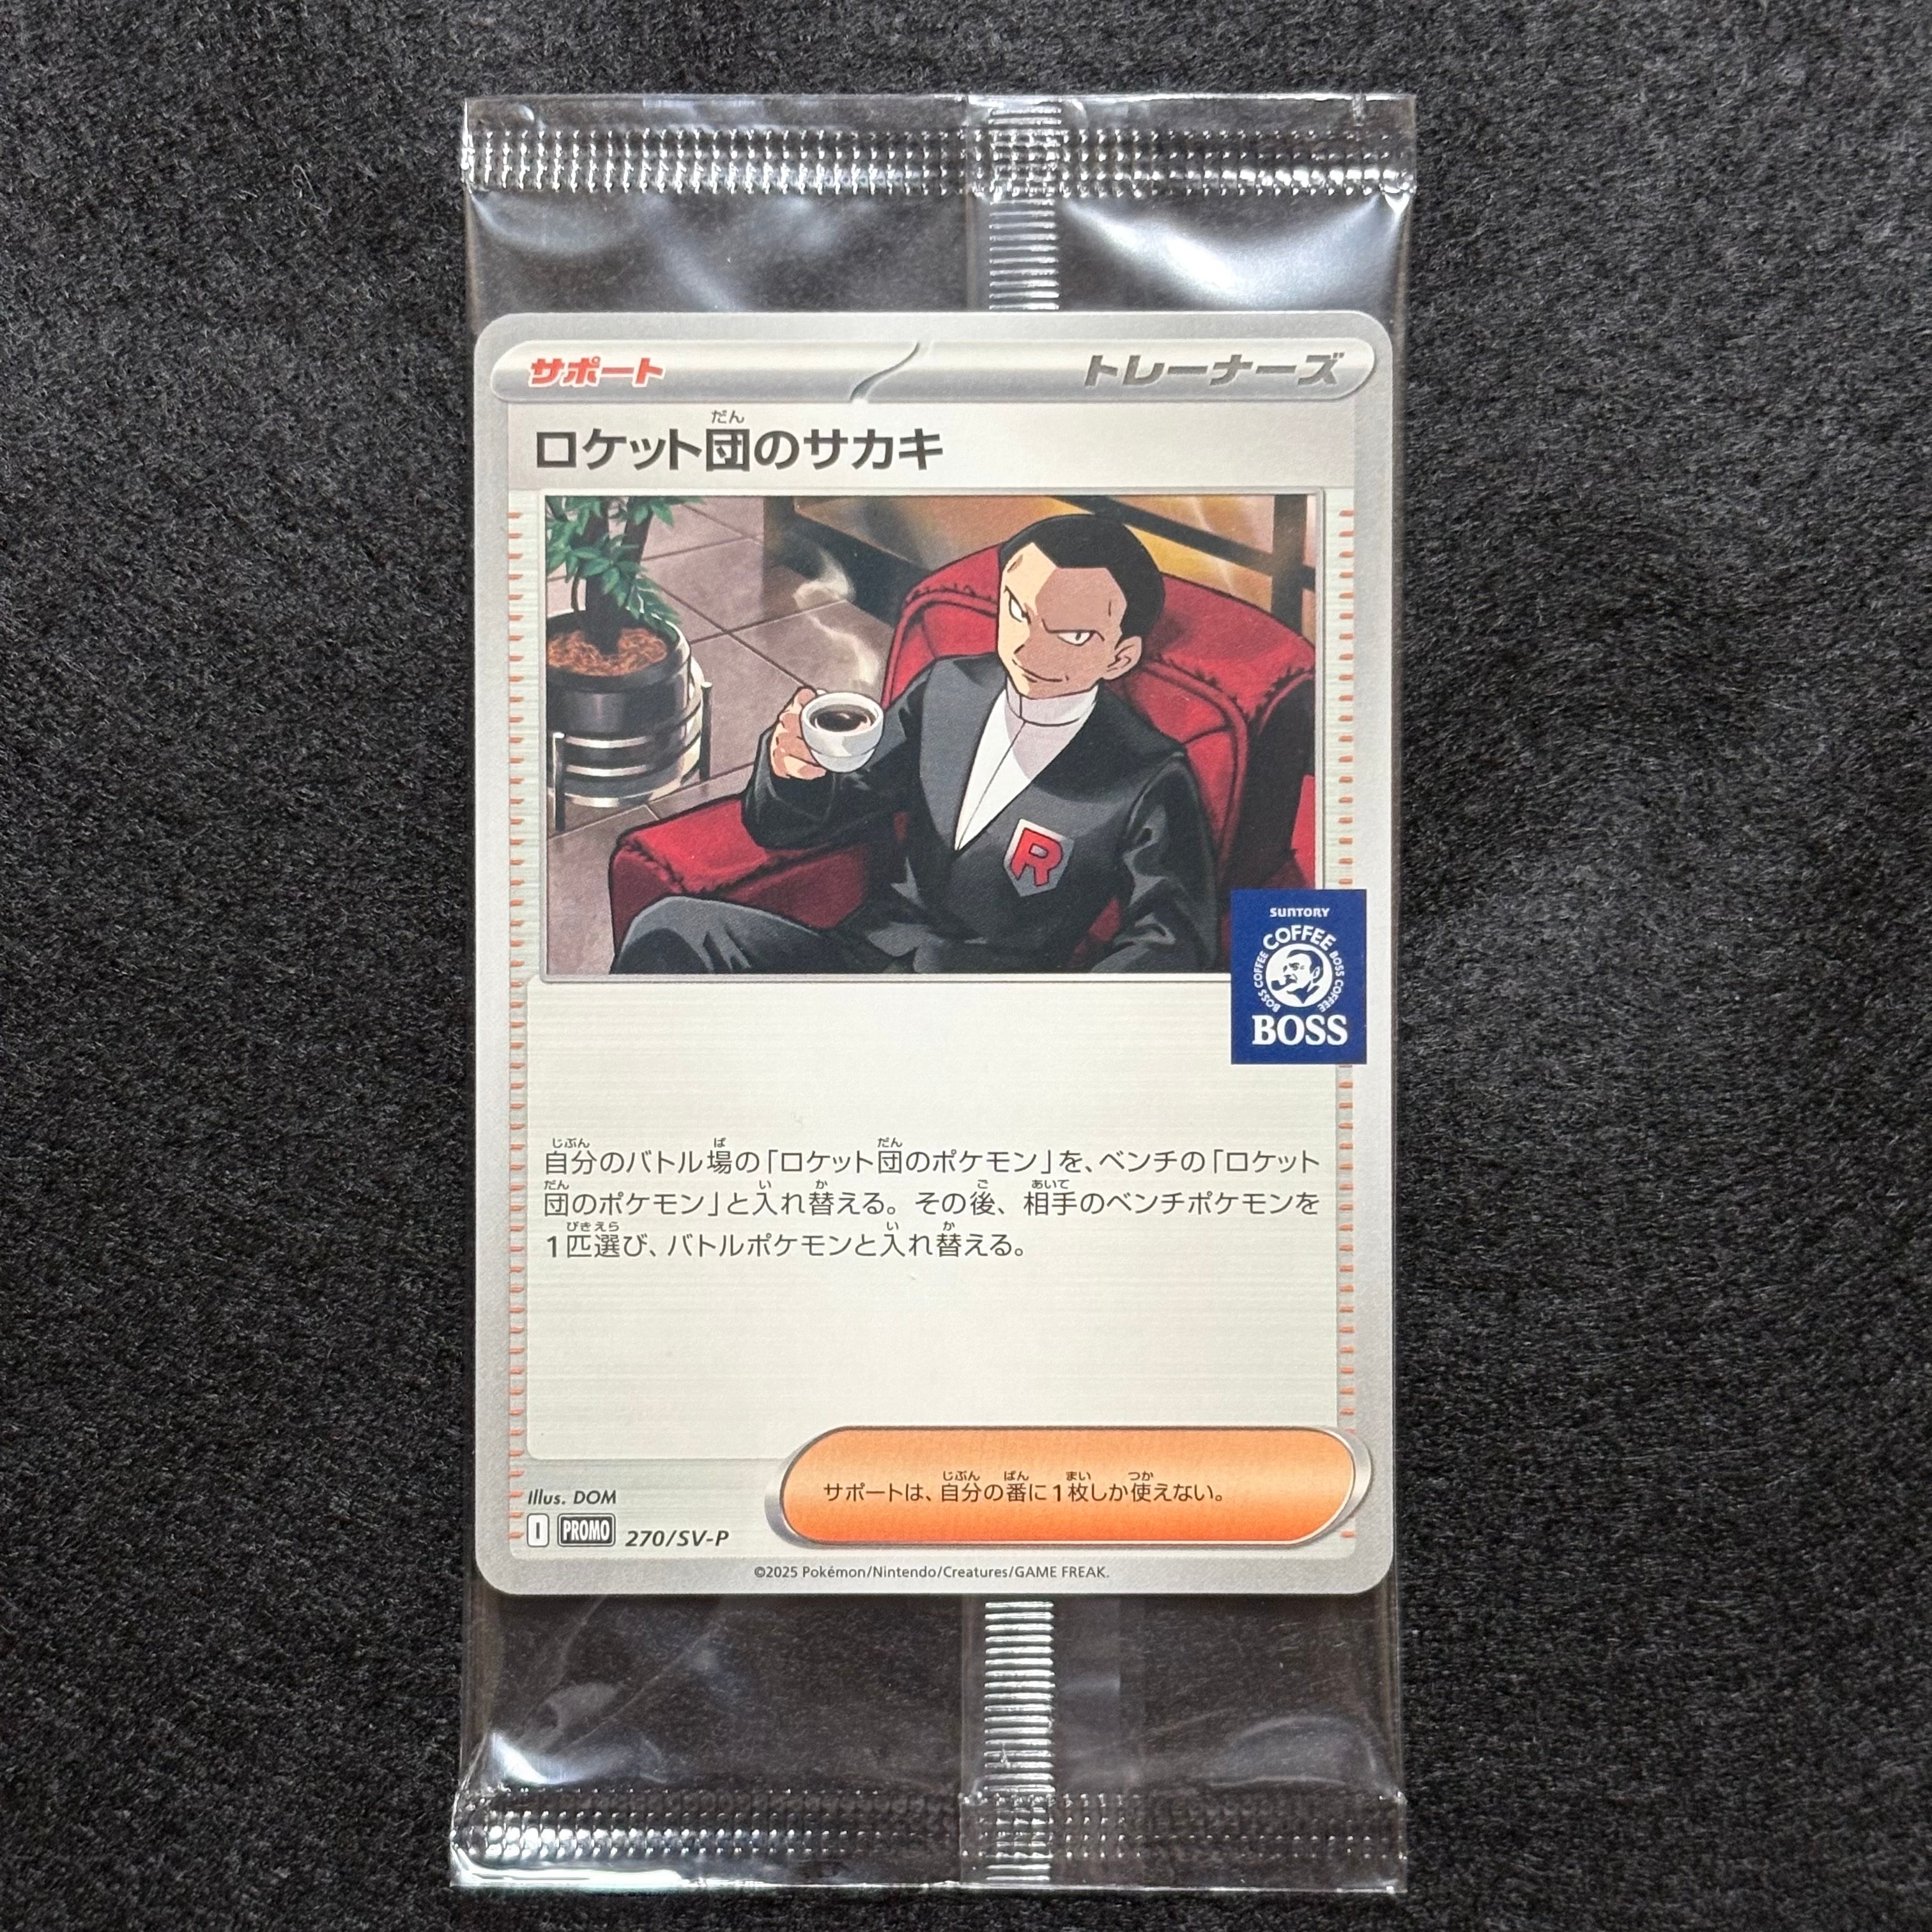 サポート
トレーナーズ
だん
ロケット団のサカキ
R
SUNTORY
COFFEE
BOSS COFFEE
BOSS COFFEE
BOSS
じぶん ば だん
自分のバトル場の「ロケット団のポケモン」を、ベンチの「ロケット
だん い か ご あいて
団のポケモン」と入れ替える。その後、相手のベンチポケモンを
びきえら い か
1匹選び、バトルポケモンと入れ替える。
じぶん ばん まい つか
サポートは、自分の番に1枚しか使えない。
Illus. DOM
I PROMO 270/SV-P
©2025 Pokémon/Nintendo/Creatures/GAME FREAK.